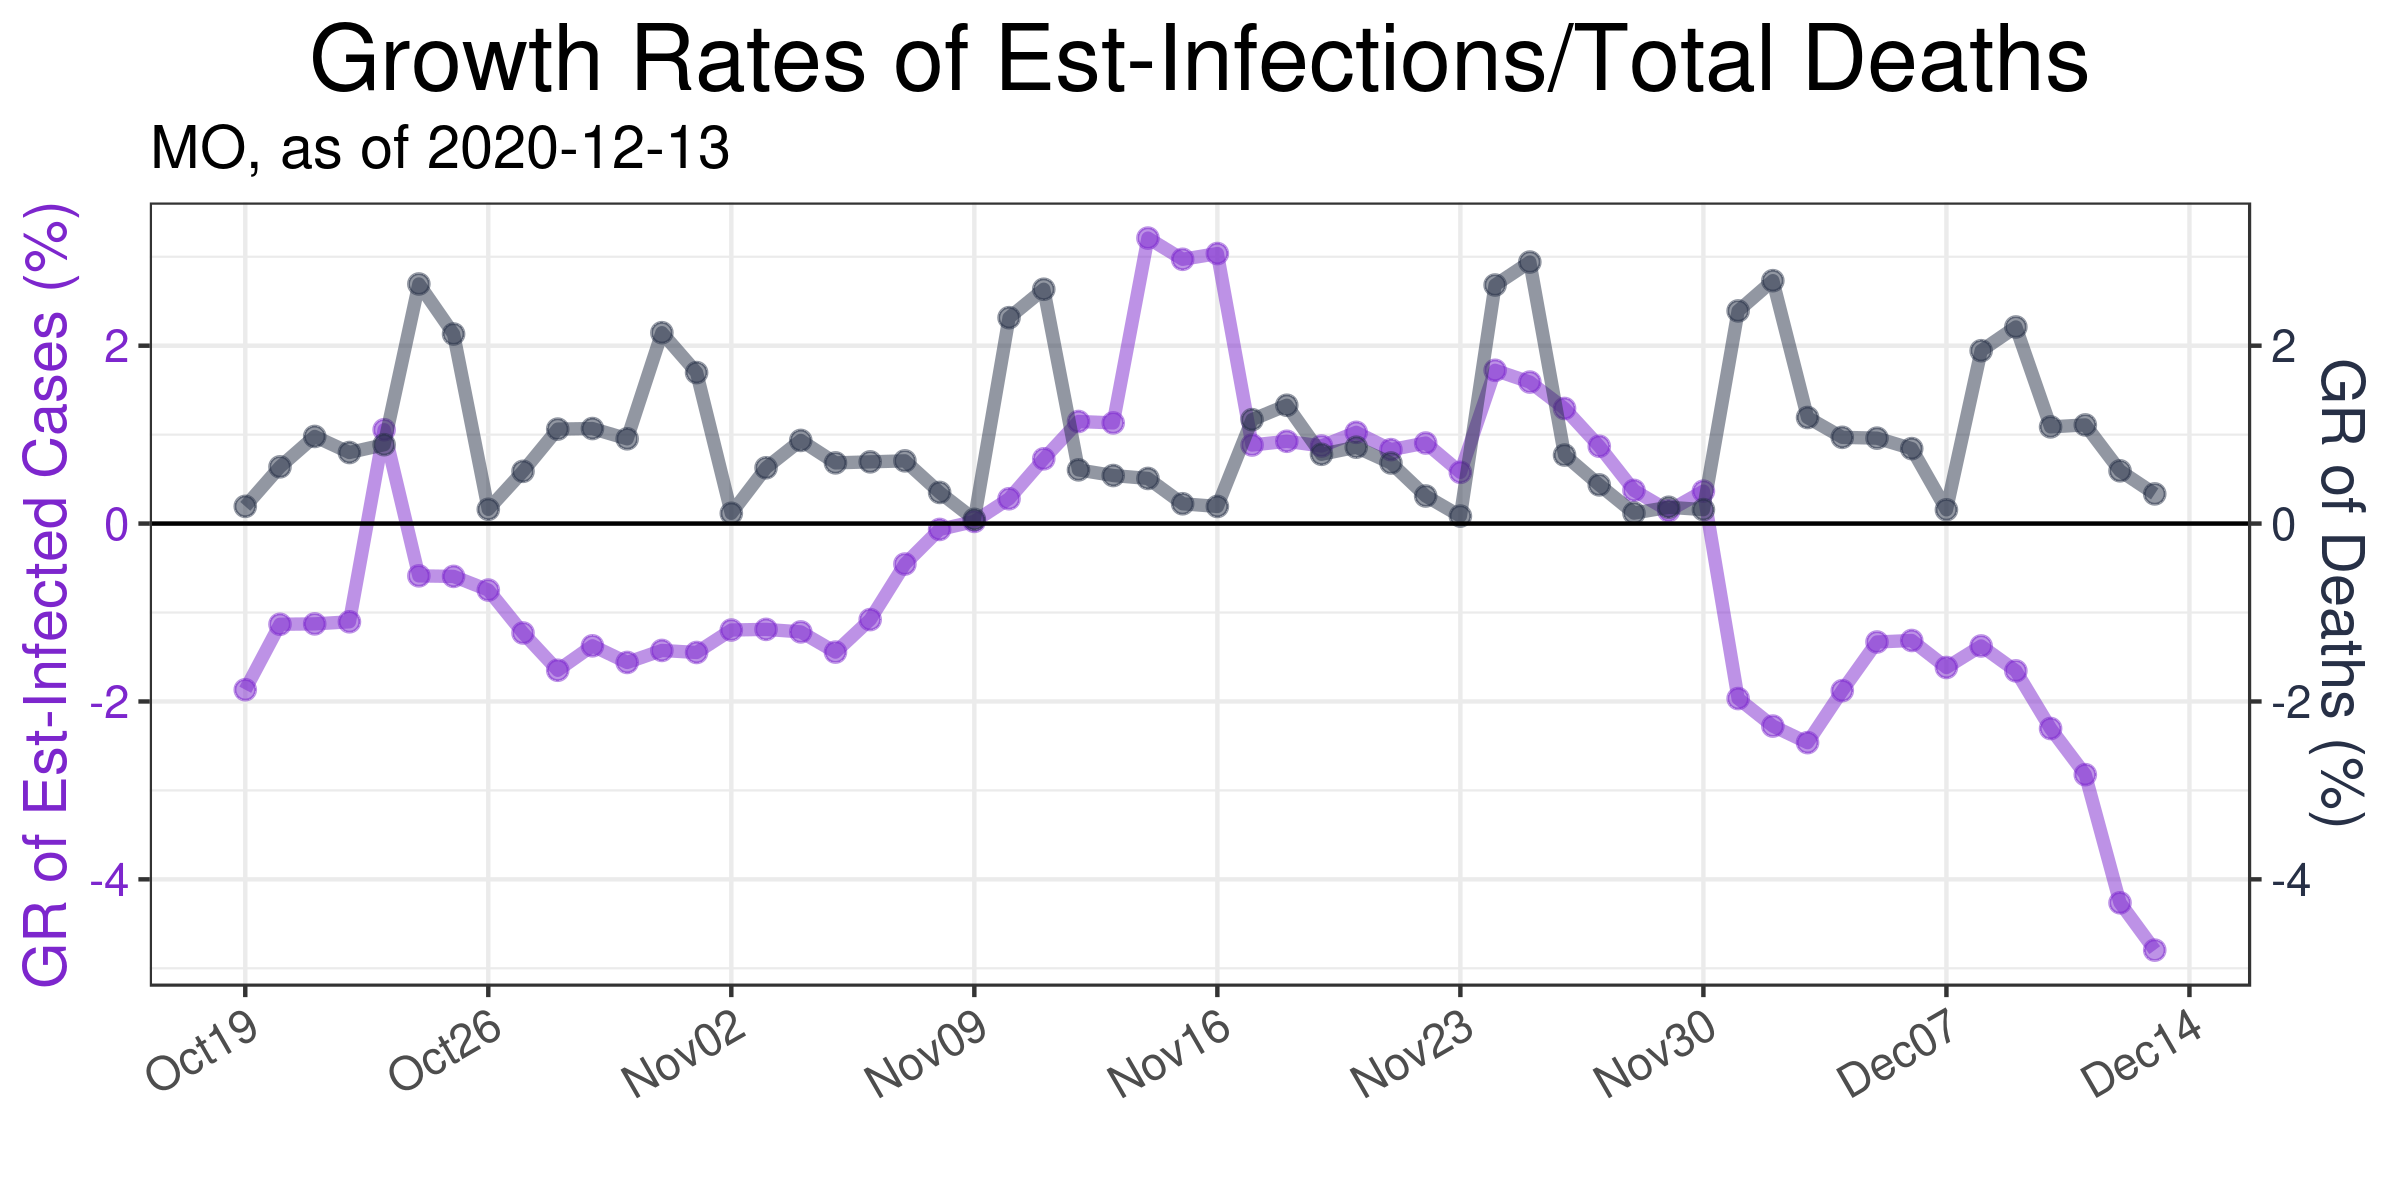 Growth Rates of Est-Infections/Total Deaths
MO, as of 2020-12-13
GR of Est-Infected Cases (%)
2
0
-2
-4
2
0
-2
-4
GR of Deaths (%)
Oct19
Oct26
Nov02
Nov09
Nov16
Nov23
Nov30
Dec07
Dec14